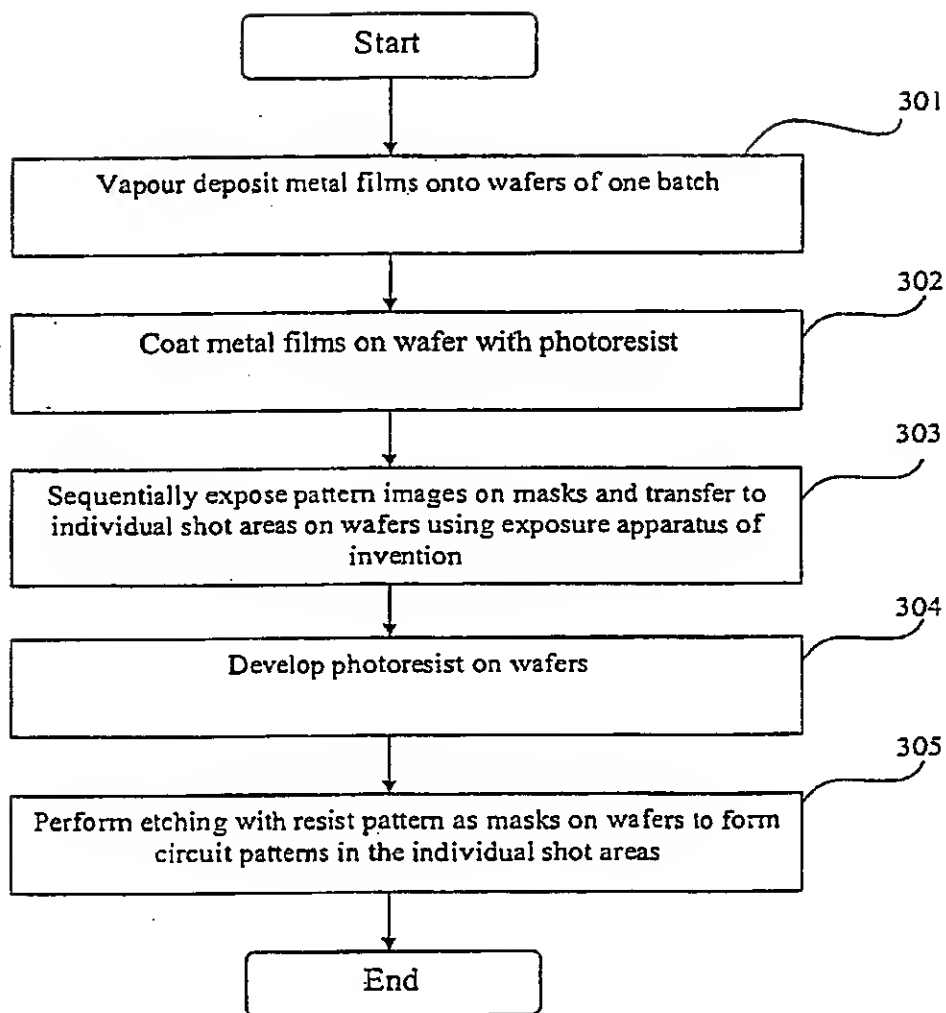 Start
301
Vapour deposit metal films onto wafers of one batch
302
Coat metal films on wafer with photoresist
303
Sequentially expose pattern images on masks and transfer to
individual shot areas on wafers using exposure apparatus of
invention
304
Develop photoresist on wafers
305
Perform etching with resist pattern as masks on wafers to form
circuit patterns in the individual shot areas
End